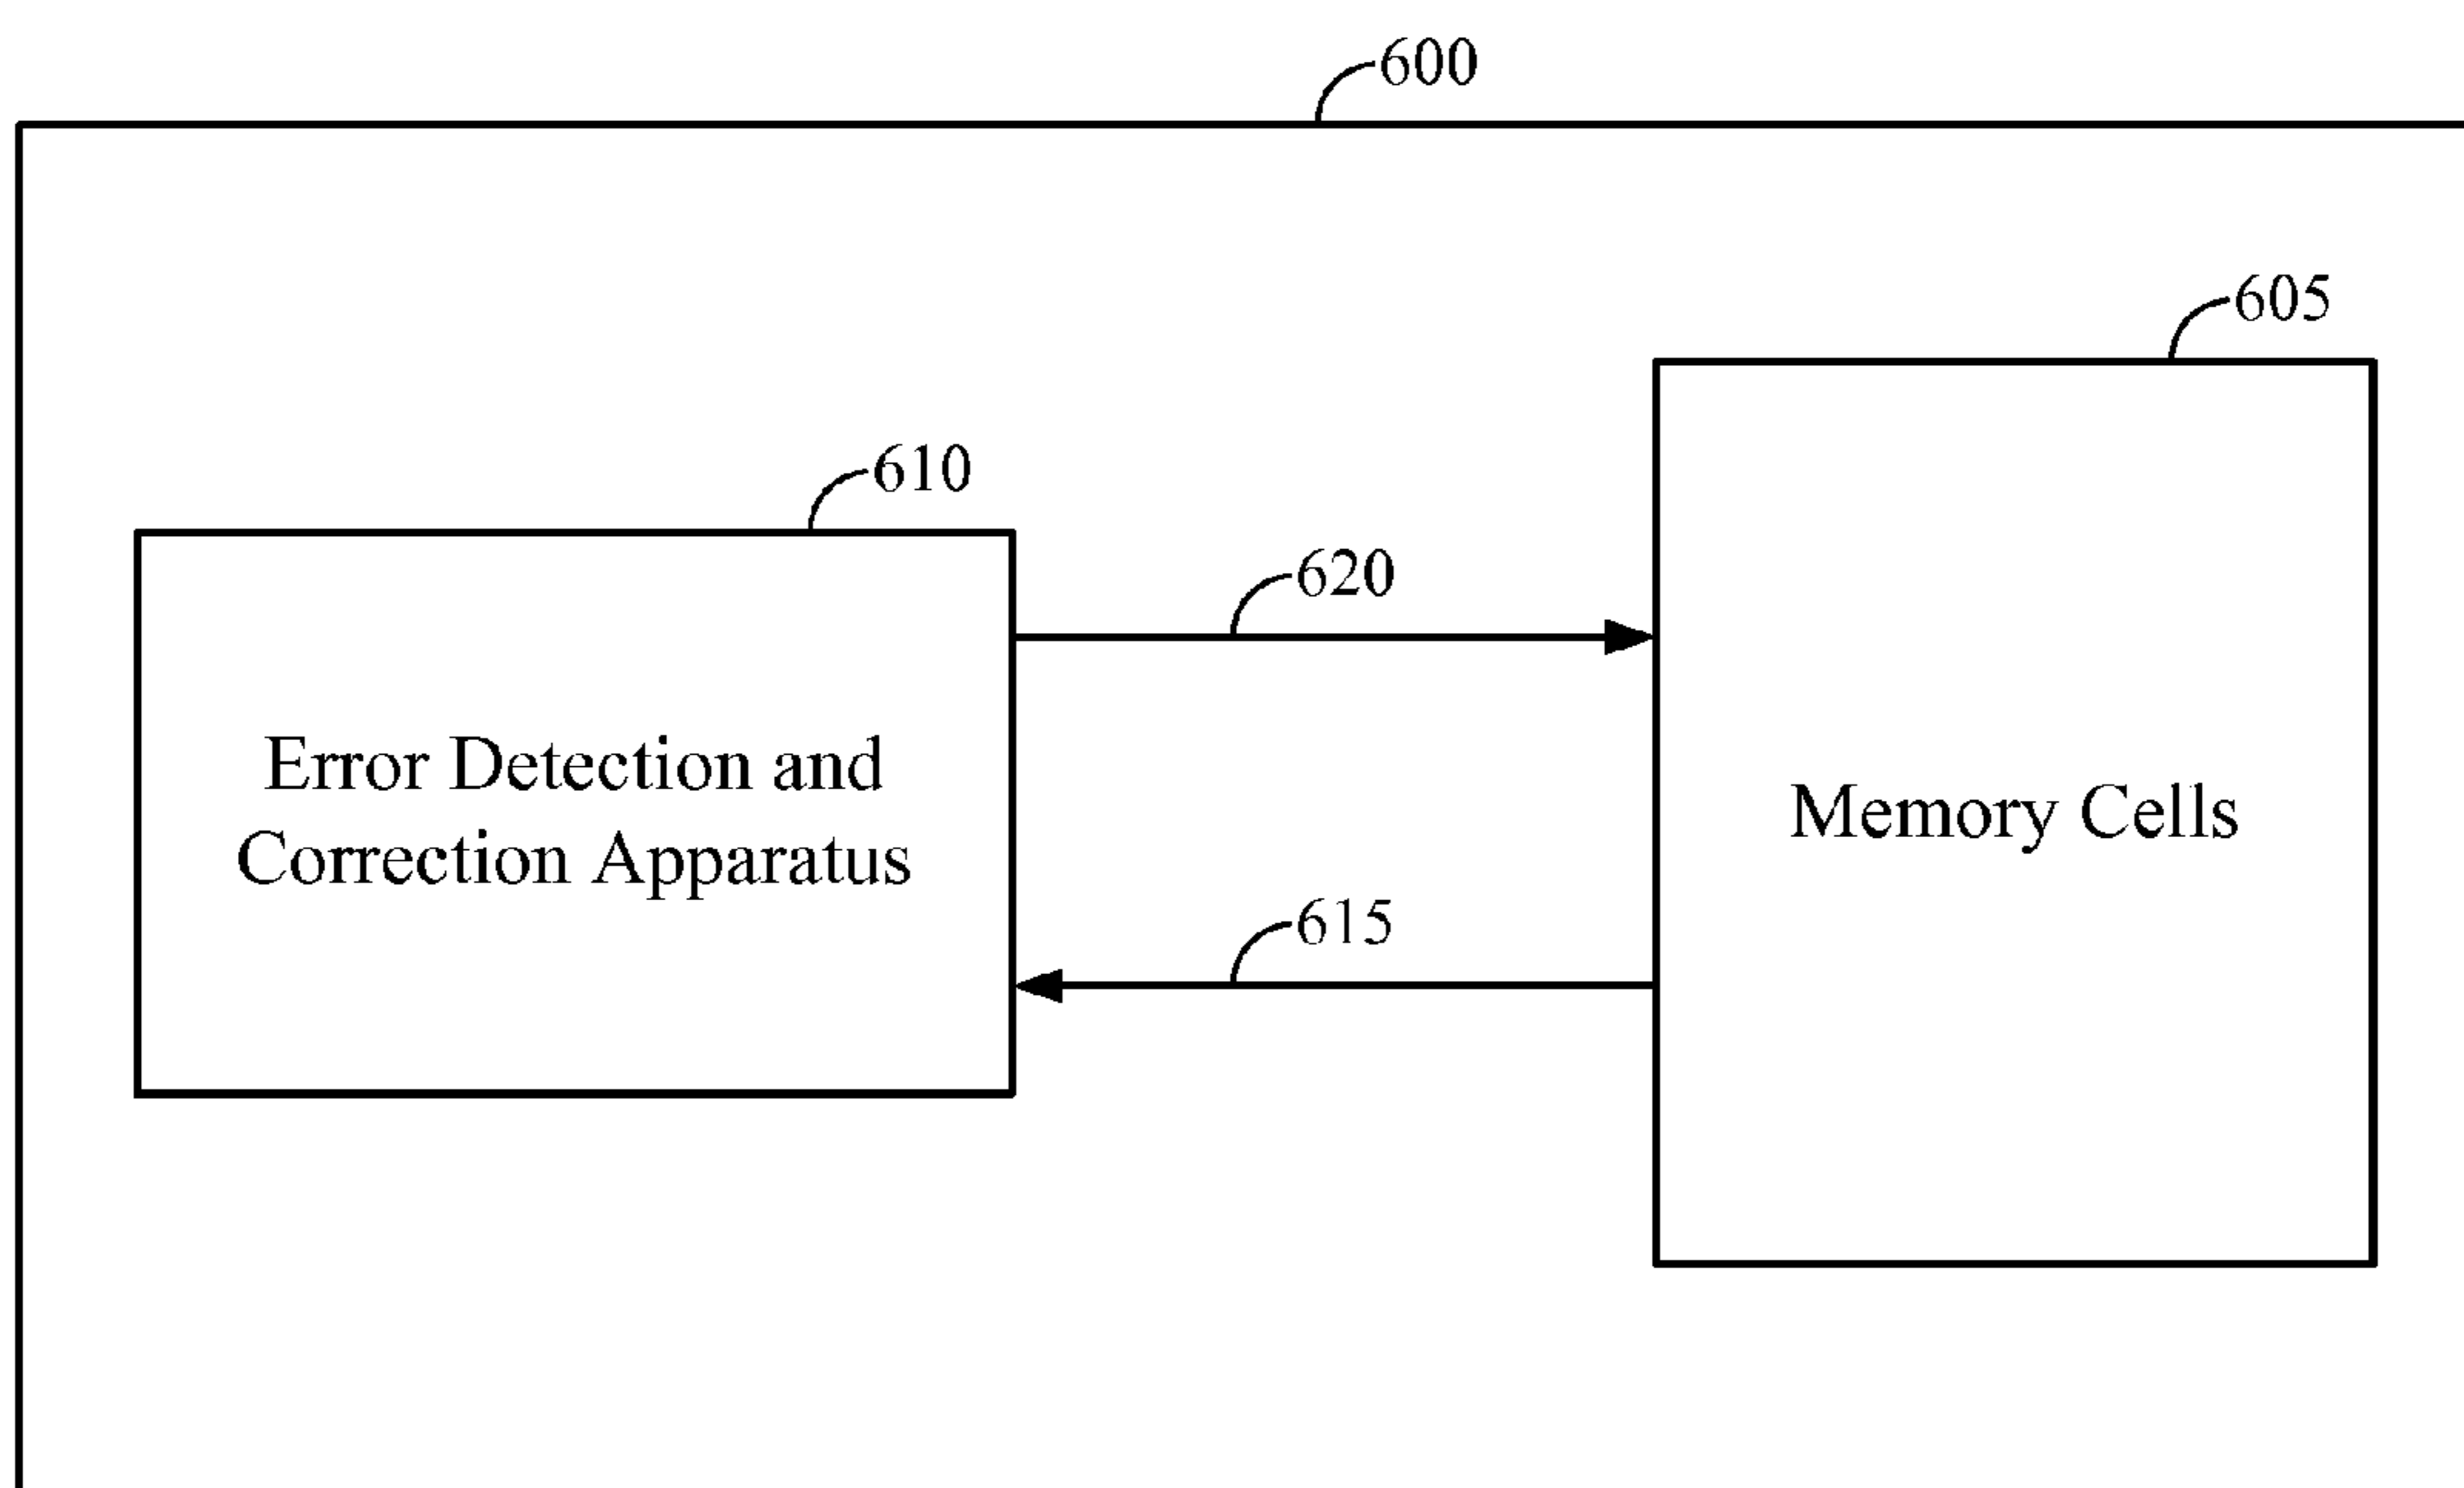 600
605
610
620
Error Detection and
Correction Apparatus
Memory Cells
615